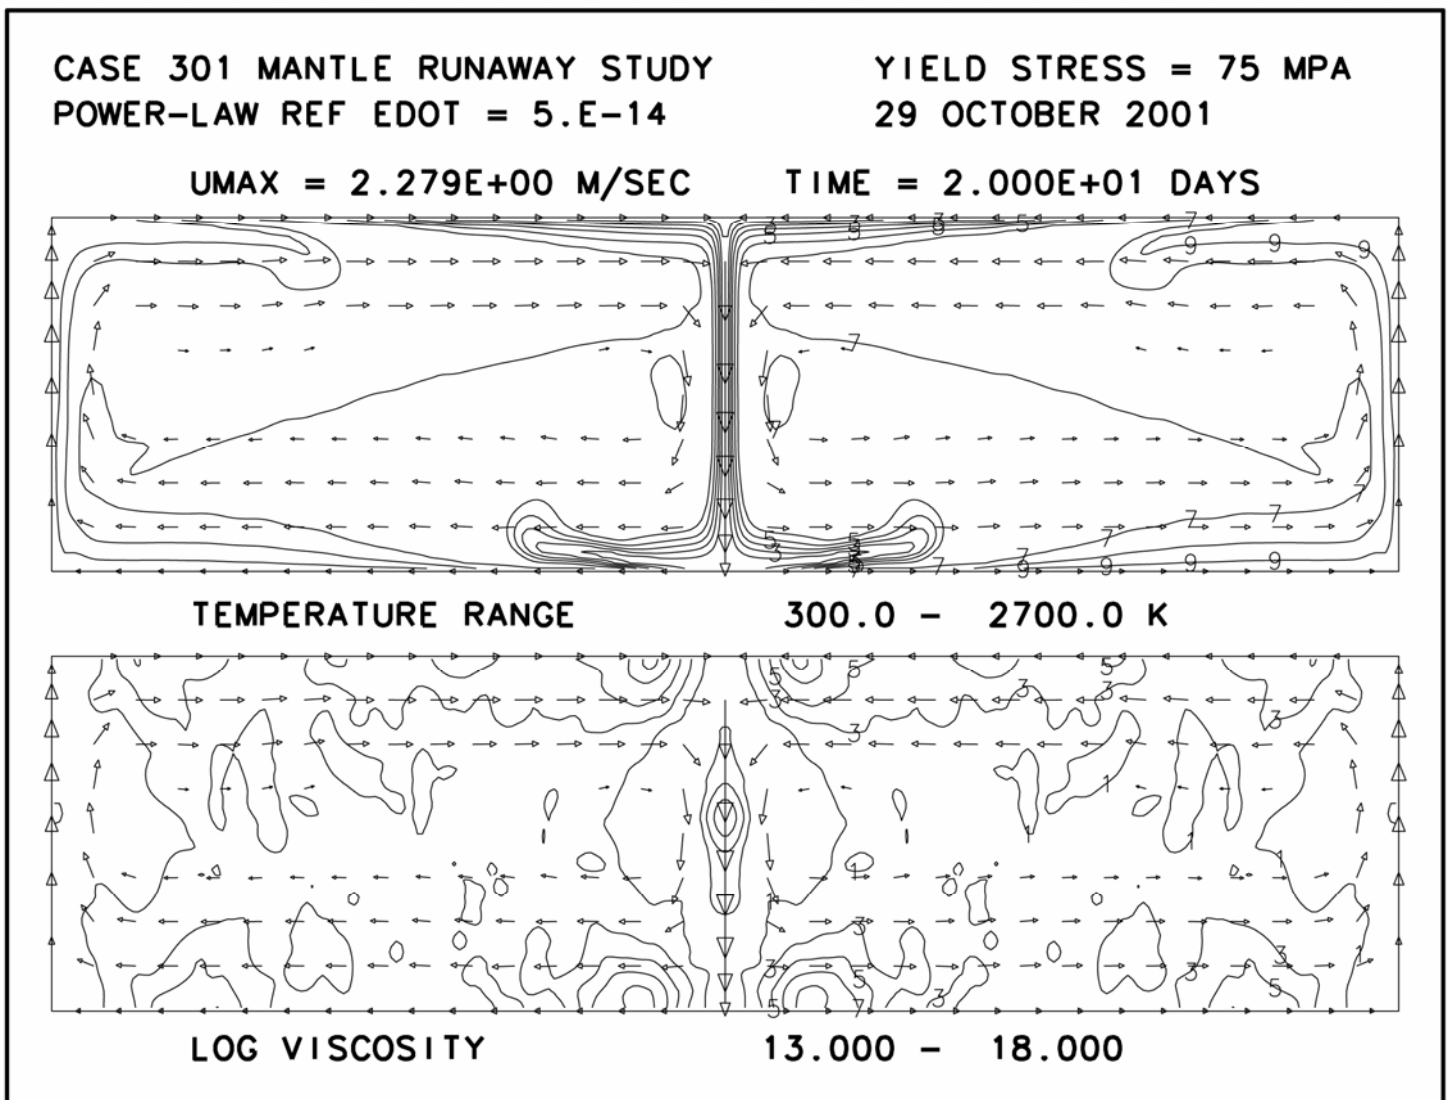 CASE 301 MANTLE RUNAWAY STUDY YIELD STRESS = 75 MPA
POWER-LAW REF EDOT = 5.E-14 29 OCTOBER 2001
UMAX = 2.279E+00 M/SEC TIME = 2.000E+01 DAYS
TEMPERATURE RANGE 300.0 - 2700.0 K
LOG VISCOSITY 13.000 - 18.000